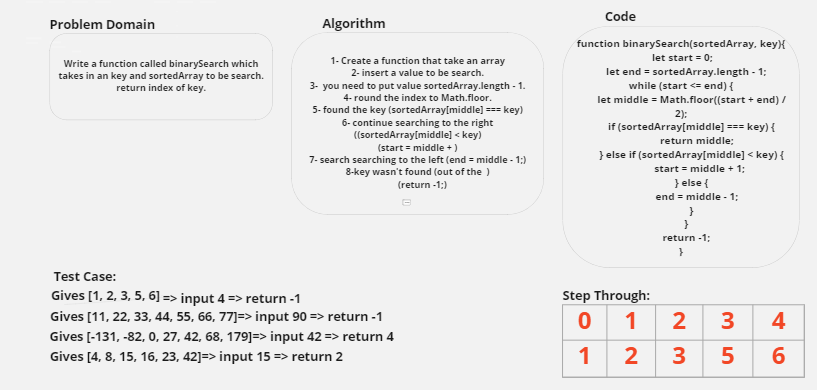 Problem Domain
Write a function called binarySearch which
takes in an key and sortedArray to be search.
return index of key.
Algorithm
1- Create a function that take an array
2- insert a value to be search.
3-  you need to put value sortedArray.length - 1.
4- round the index to Math.floor.
5- found the key (sortedArray[middle] === key)
6- continue searching to the right
((sortedArray[middle] < key)
(start = middle + )
7- search searching to the left (end = middle - 1;)
8-key wasn't found (out of the  )
(return -1;)
Code
function binarySearch(sortedArray, key){
let start = 0;
let end = sortedArray.length - 1;
while (start <= end) {
let middle = Math.floor((start + end) /
2);
if (sortedArray[middle] === key) {
return middle;
} else if (sortedArray[middle] < key) {
start = middle + 1;
} else {
end = middle - 1;
}
}
return -1;
}
Test Case:
Gives [1, 2, 3, 5, 6] => input 4 => return -1
Gives [11, 22, 33, 44, 55, 66, 77]=> input 90 => return -1
Gives [-131, -82, 0, 27, 42, 68, 179]=> input 42 => return 4
Gives [4, 8, 15, 16, 23, 42]=> input 15 => return 2
Step Through:
0 1 2 3 4
1 2 3 5 6